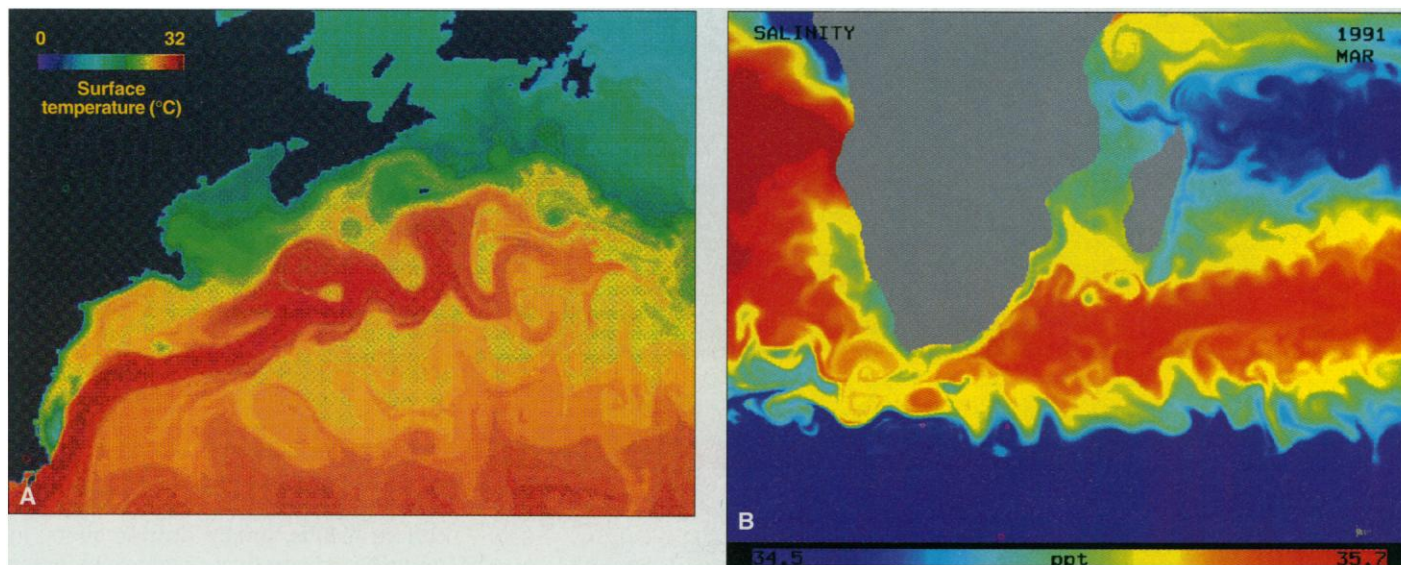 0 32
Surface
temperature (°C)
A
SALINITY 1991
MAR
B
34.5 ppt 35.7